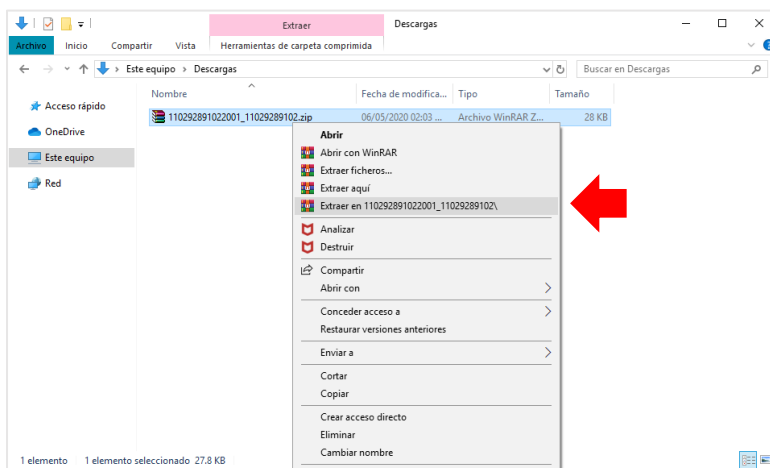 Extraer
Descargas
Archivo Inicio Compartir Vista Herramientas de carpeta comprimida
Este equipo > Descargas
Buscar en Descargas
Nombre Fecha de modifica... Tipo Tamaño
Acceso rápido
110292891022001_11029289102.zip 06/05/2020 02:03 ... Archivo WinRAR Z... 28 KB
OneDrive
Este equipo
Red
Abrir
Abrir con WinRAR
Extraer ficheros...
Extraer aquí
Extraer en 110292891022001_11029289102\
Analizar
Destruir
Compartir
Abrir con
Conceder acceso a
Restaurar versiones anteriores
Enviar a
Cortar
Copiar
Crear acceso directo
Eliminar
Cambiar nombre
1 elemento 1 elemento seleccionado 27.8 KB